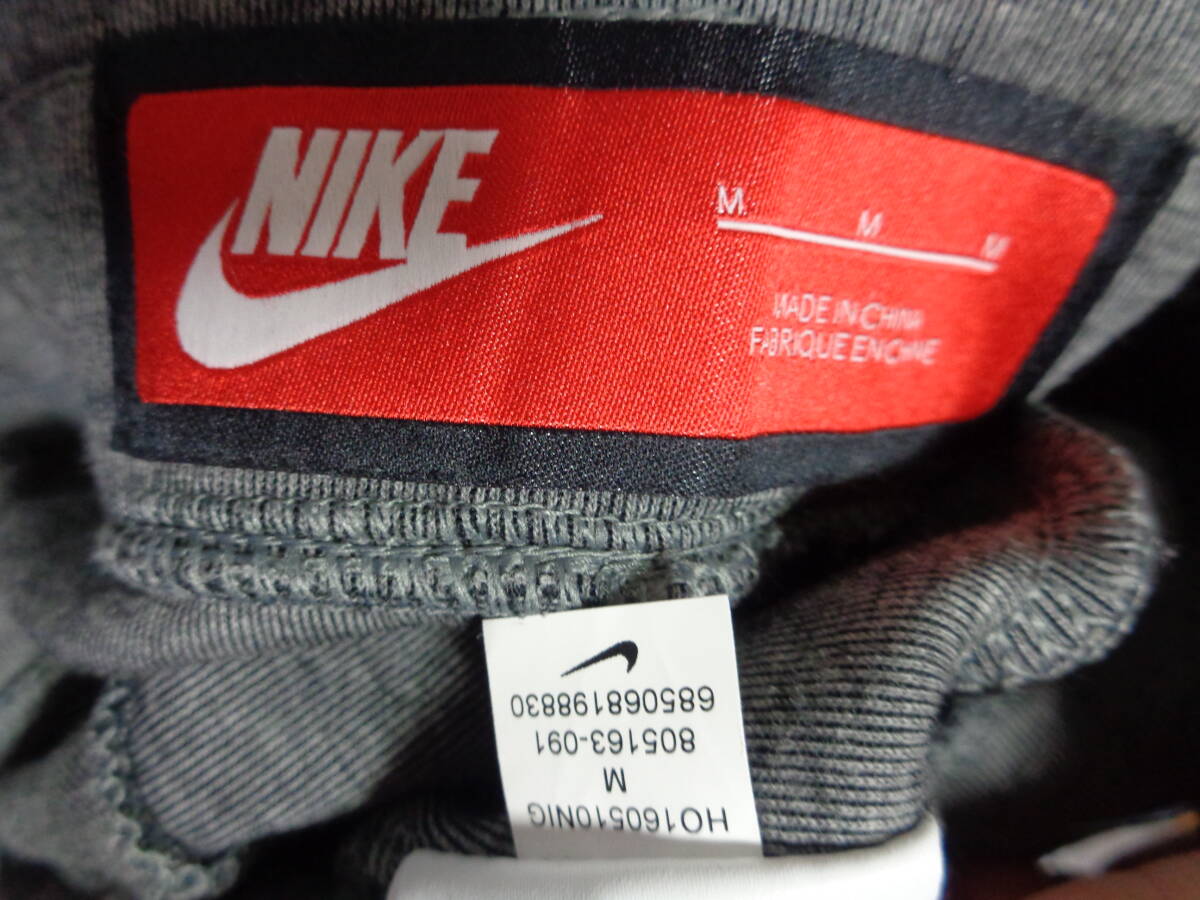 NIKE
M M M
MADE IN CHINA
FABRIQUE EN CHINE
HO160510NIG
M
805163-091
685068198830